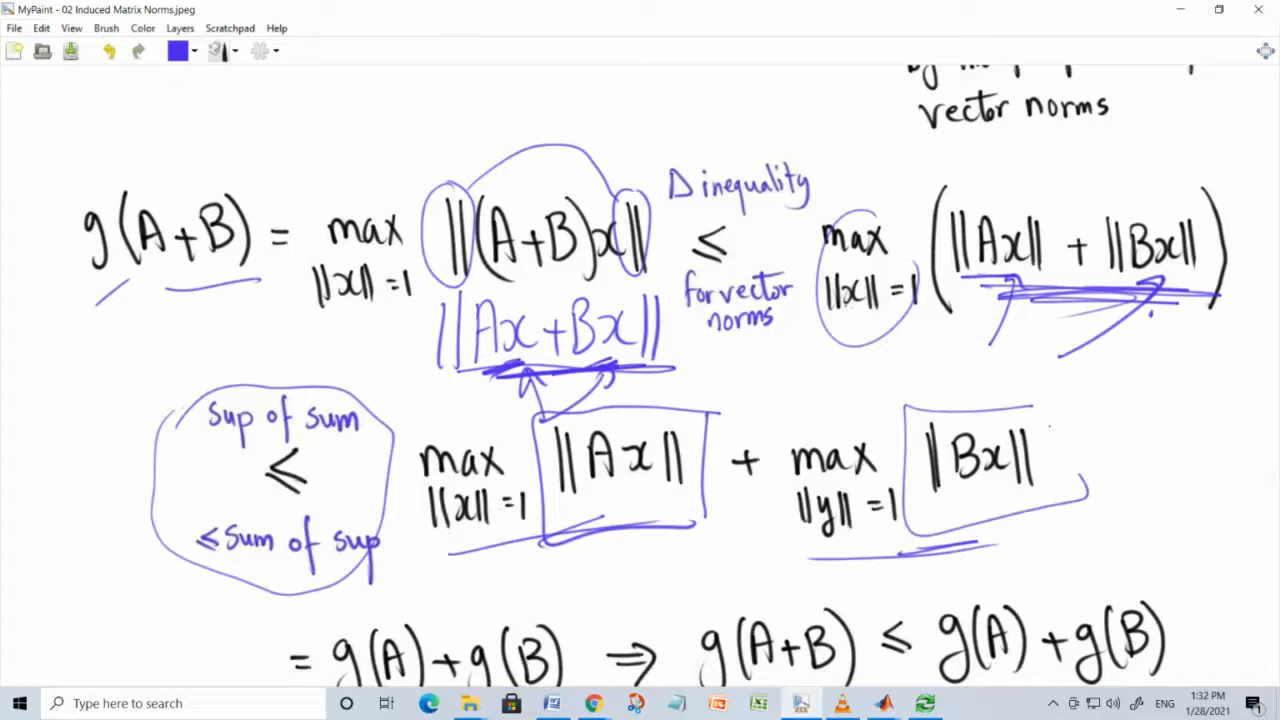 MyPaint - 02 Induced Matrix Norms.jpeg
File Edit View Brush Color Layers Scratchpad Help
vector norms
g(A+B) = max ||x||=1 ||(A+B)x|| ≤ max ||x||=1 (||Ax|| + ||Bx||)
Δ inequality
for vector
norms
||Ax+Bx||
Sup of sum
≤
≤ Sum of sup
max ||x||=1 ||Ax|| + max ||y||=1 ||Bx||
= g(A)+g(B) ⇒ g(A+B) ≤ g(A)+g(B)
Type here to search
ENG
1:32 PM
1/28/2021